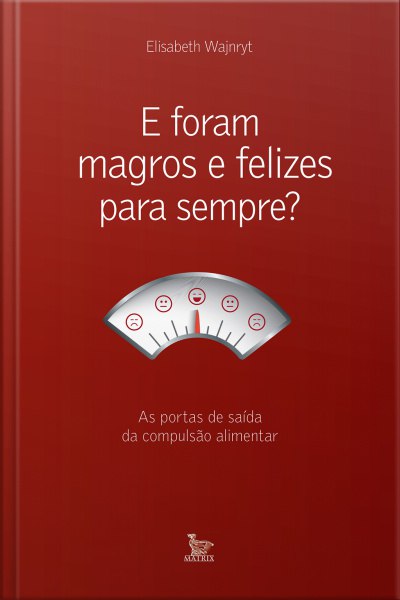 Elisabeth Wajnryt
E foram
magros e felizes
para sempre?
As portas de saída
da compulsão alimentar
MATRIX